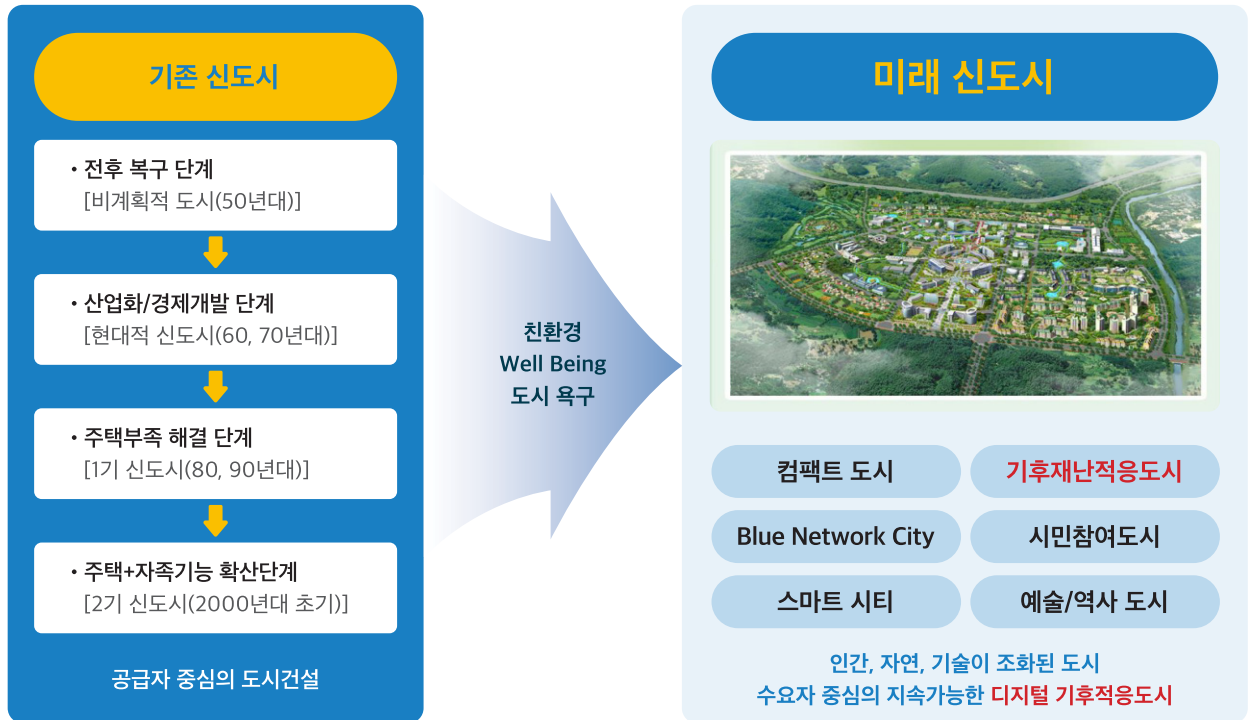 기존 신도시
• 전후 복구 단계
[비계획적 도시(50년대)]
• 산업화/경제개발 단계
[현대적 신도시(60, 70년대)]
• 주택부족 해결 단계
[1기 신도시(80, 90년대)]
• 주택+자족기능 확산단계
[2기 신도시(2000년대 초기)]
공급자 중심의 도시건설
친환경
Well Being
도시 욕구
미래 신도시
컴팩트 도시
기후재난적응도시
Blue Network City
시민참여도시
스마트 시티
예술/역사 도시
인간, 자연, 기술이 조화된 도시
수요자 중심의 지속가능한 디지털 기후적응도시